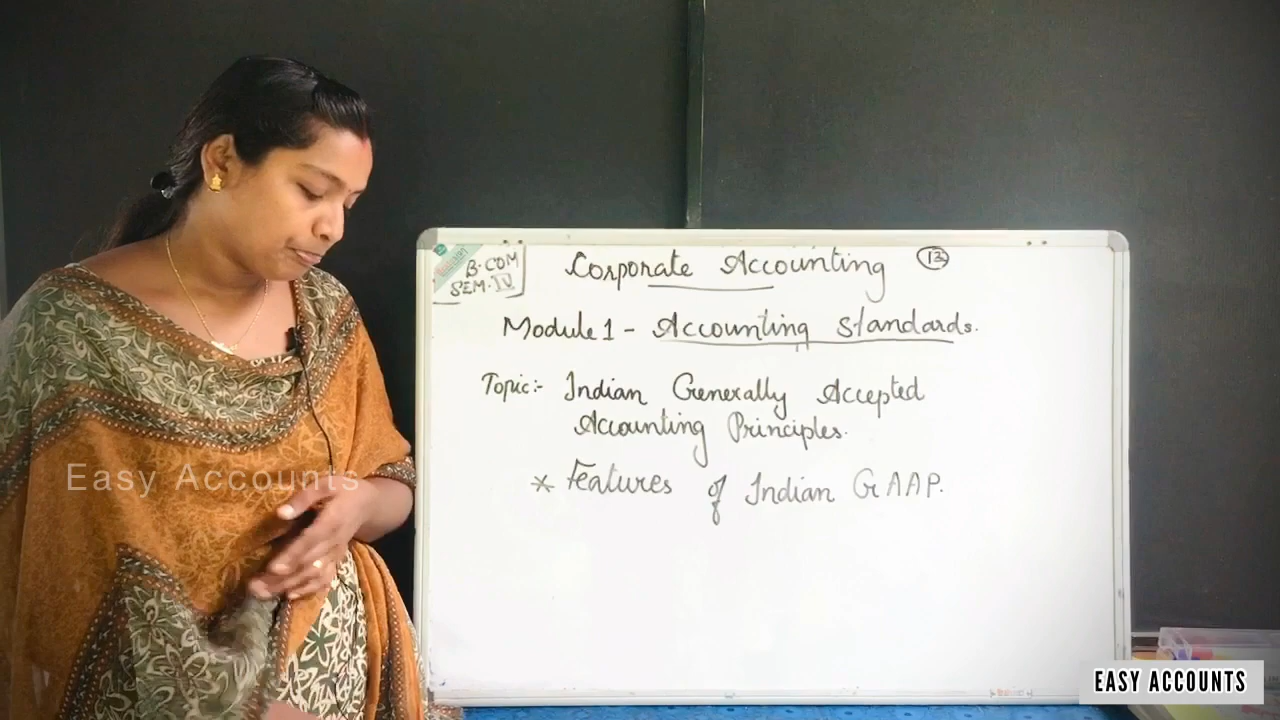 B.COM
SEM.IV
Corporate Accounting
13
Module 1 - Accounting Standards.
Topic:- Indian Generally Accepted
Accounting Principles.
* Features of Indian GAAP.
Easy Accounts
EASY ACCOUNTS